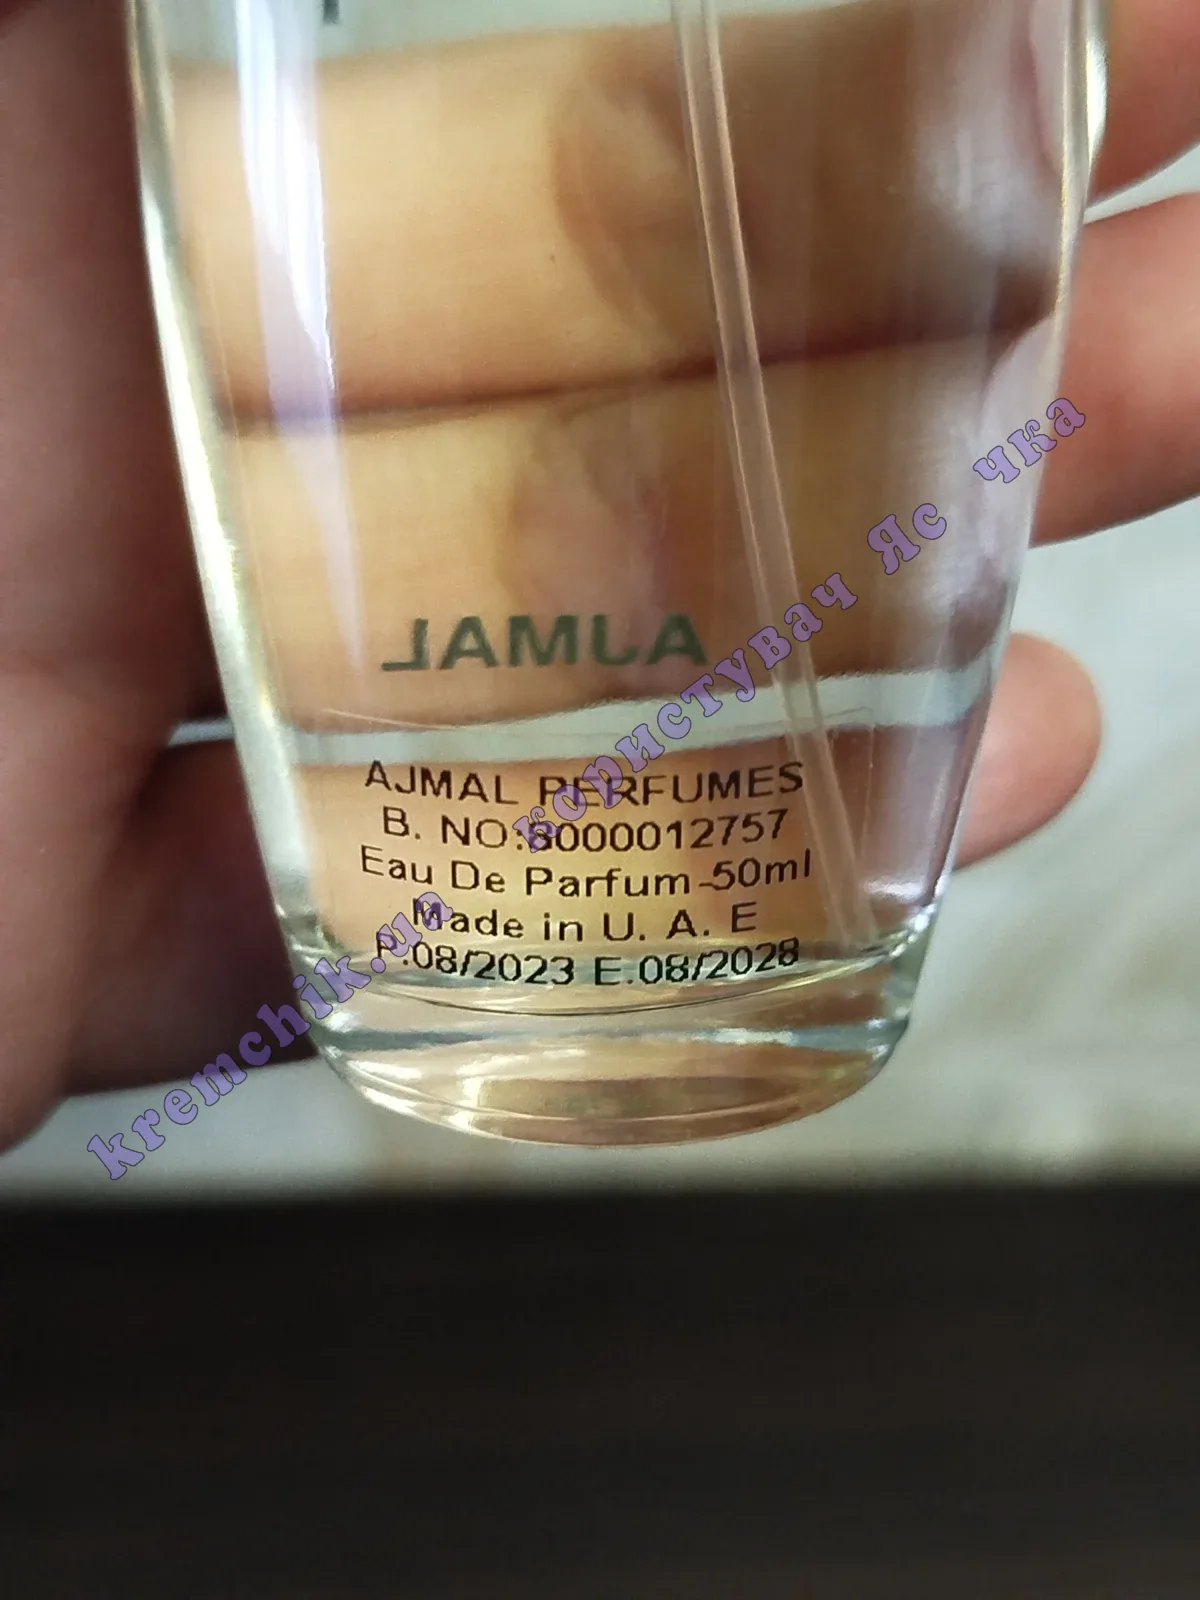 AJMAL
AJMAL PERFUMES
B. NO:8000012757
Eau De Parfum-50ml
Made in U. A. E
P.08/2023 E.08/2028
kremchik.ua користувач Яс чка